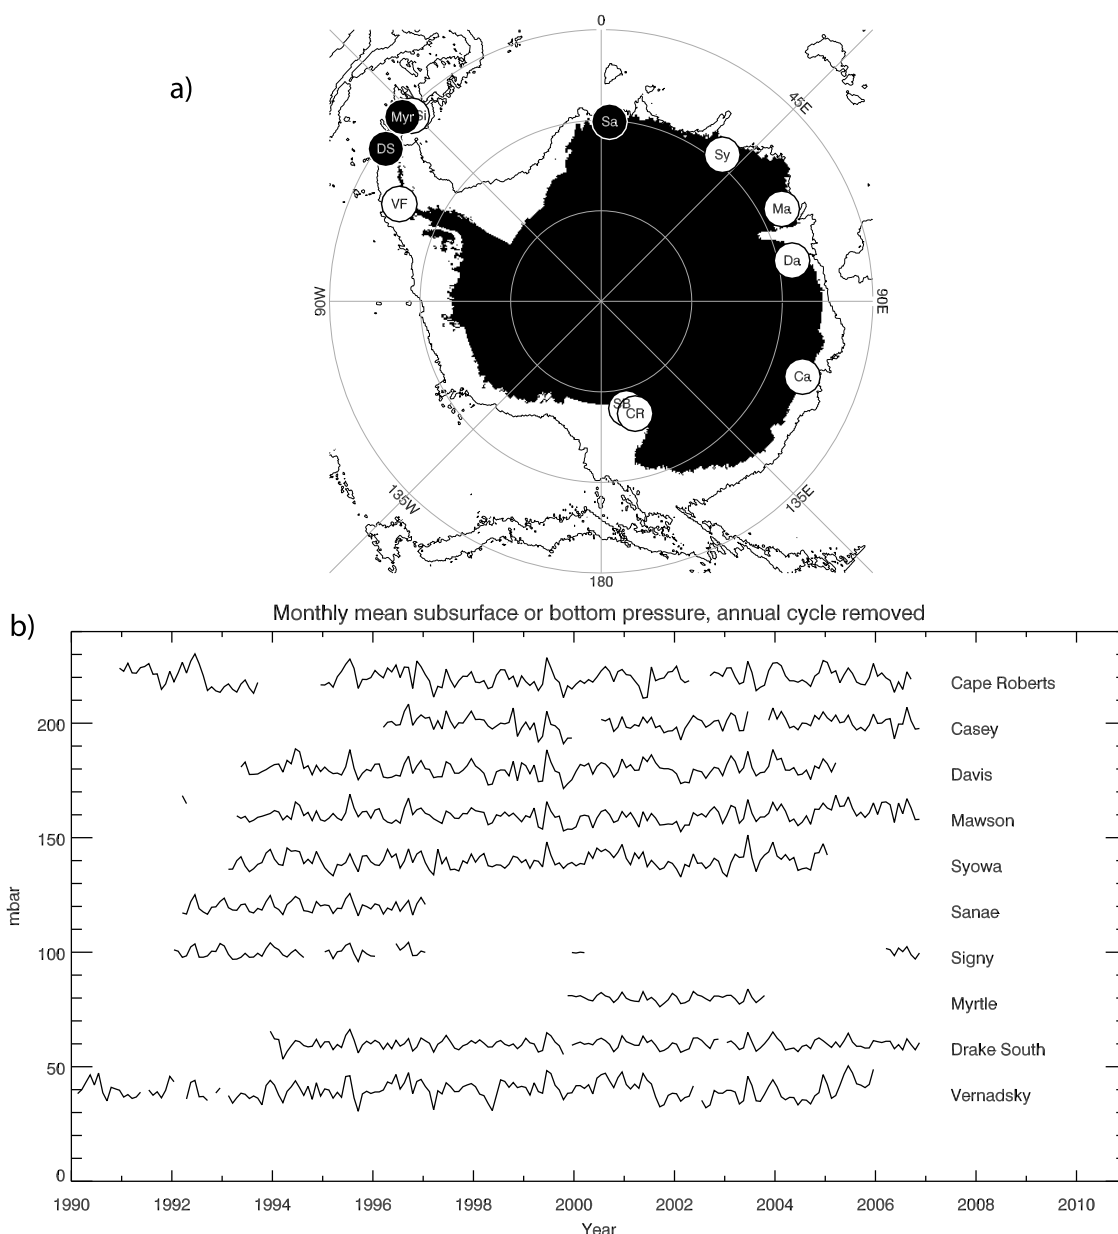 a)
0
45E
90E
135E
180
135W
90W
Myr
Si
DS
VF
Sa
Sy
Ma
Da
Ca
SB
CR
b)
Monthly mean subsurface or bottom pressure, annual cycle removed
mbar
200
150
100
50
0
Cape Roberts
Casey
Davis
Mawson
Syowa
Sanae
Signy
Myrtle
Drake South
Vernadsky
1990 1992 1994 1996 1998 2000 2002 2004 2006 2008 2010
Year